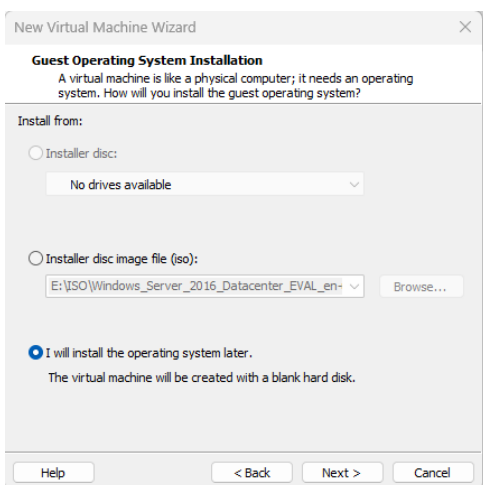 New Virtual Machine Wizard
Guest Operating System Installation
A virtual machine is like a physical computer; it needs an operating
system. How will you install the guest operating system?
Install from:
Installer disc:
No drives available
Installer disc image file (iso):
E:\ISO\Windows_Server_2016_Datacenter_EVAL_en-
Browse...
I will install the operating system later.
The virtual machine will be created with a blank hard disk.
Help
< Back
Next >
Cancel